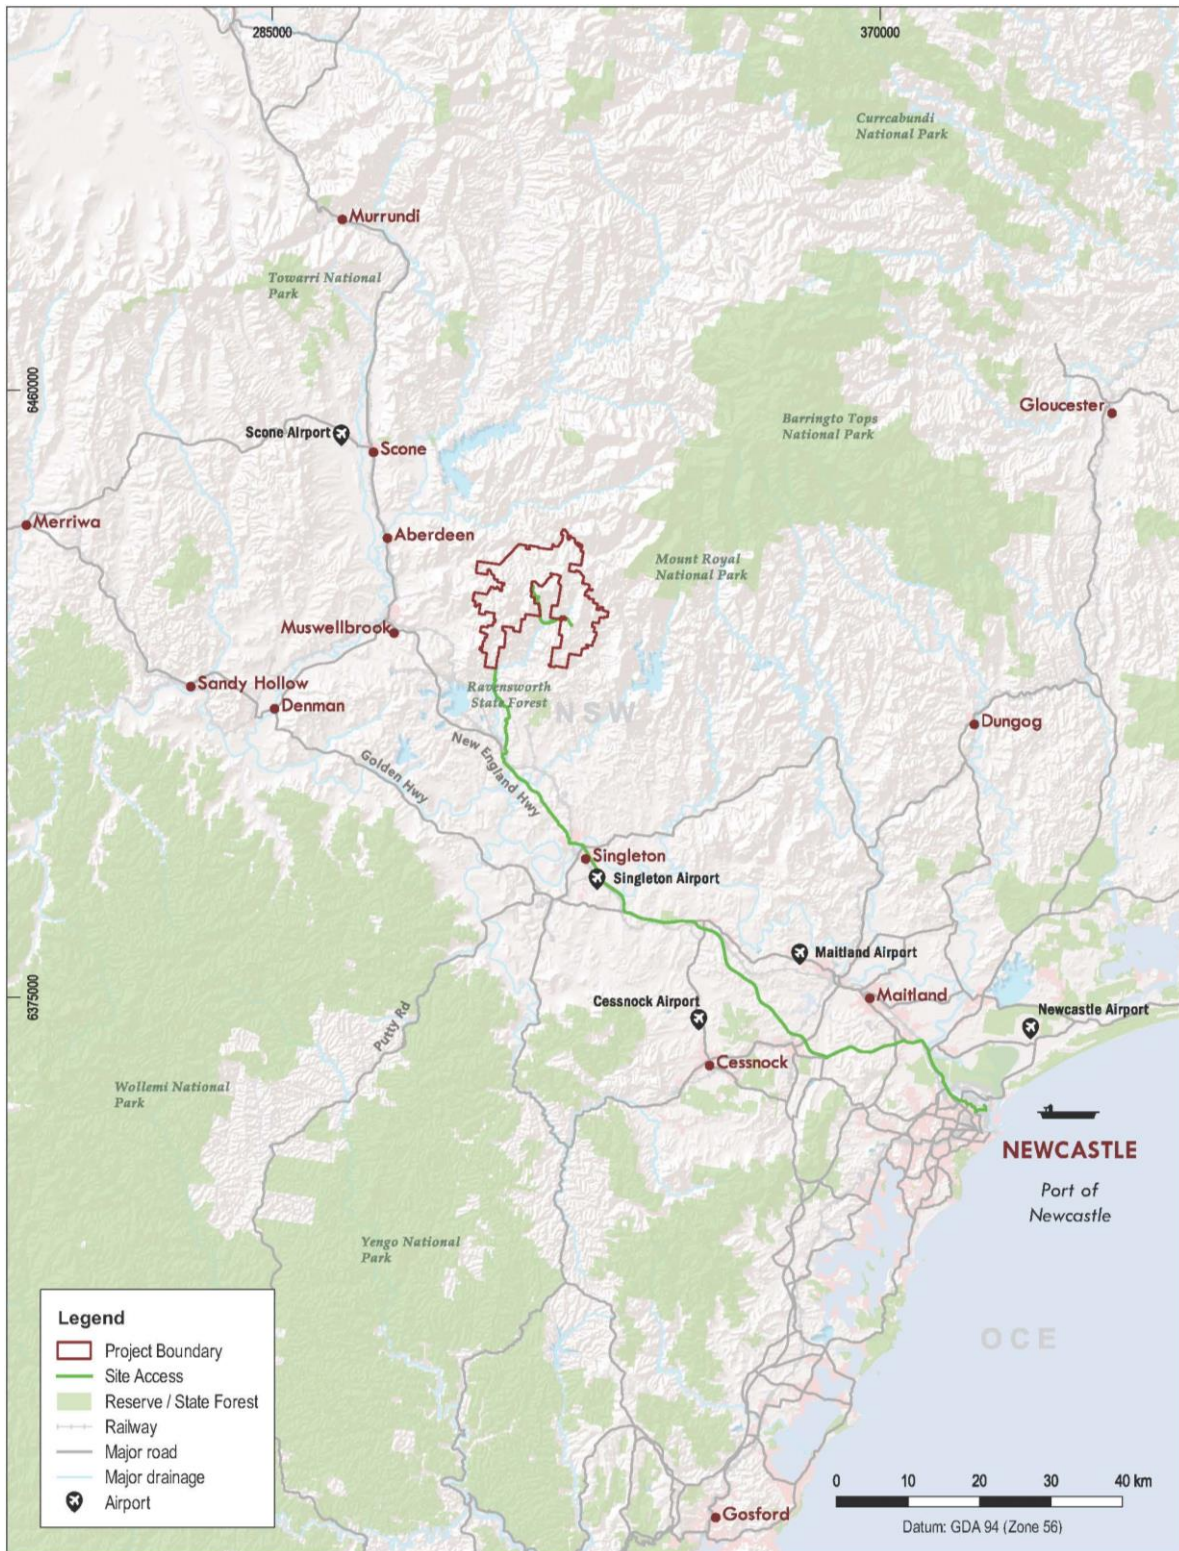 285000
370000
Currcabundi
National Park
Murrundi
Towarri National
Park
6460000
Gloucester
Barringto Tops
National Park
Scone Airport
Scone
Merriwa
Aberdeen
Mount Royal
National Park
Muswellbrook
Sandy Hollow
Denman
Ravensworth
State Forest
NSW
Dungog
New England Hwy
Golden Hwy
Singleton
Singleton Airport
Maitland Airport
Maitland
6375000
Cessnock Airport
Newcastle Airport
Putty Rd
Cessnock
Wollemi National
Park
NEWCASTLE
Port of
Newcastle
Yengo National
Park
OCE
Legend
Project Boundary
Site Access
Reserve / State Forest
Railway
Major road
Major drainage
Airport
0 10 20 30 40 km
Datum: GDA 94 (Zone 56)
Gosford